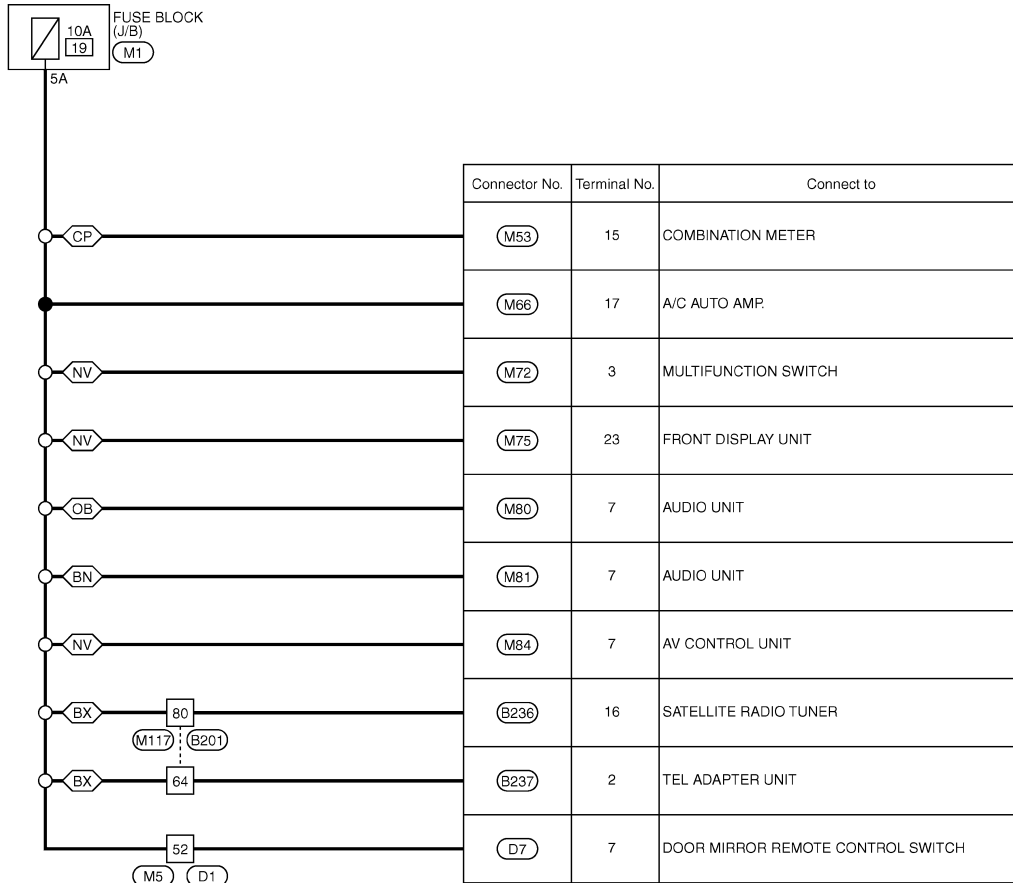 FUSE BLOCK
10A (J/B)
19 M1
5A
Connector No. Terminal No. Connect to
CP M53 15 COMBINATION METER
M66 17 A/C AUTO AMP.
NV M72 3 MULTIFUNCTION SWITCH
NV M75 23 FRONT DISPLAY UNIT
OB M80 7 AUDIO UNIT
BN M81 7 AUDIO UNIT
NV M84 7 AV CONTROL UNIT
BX 80 B236 16 SATELLITE RADIO TUNER
M117 B201
BX 64 B237 2 TEL ADAPTER UNIT
52 D7 7 DOOR MIRROR REMOTE CONTROL SWITCH
M5 D1